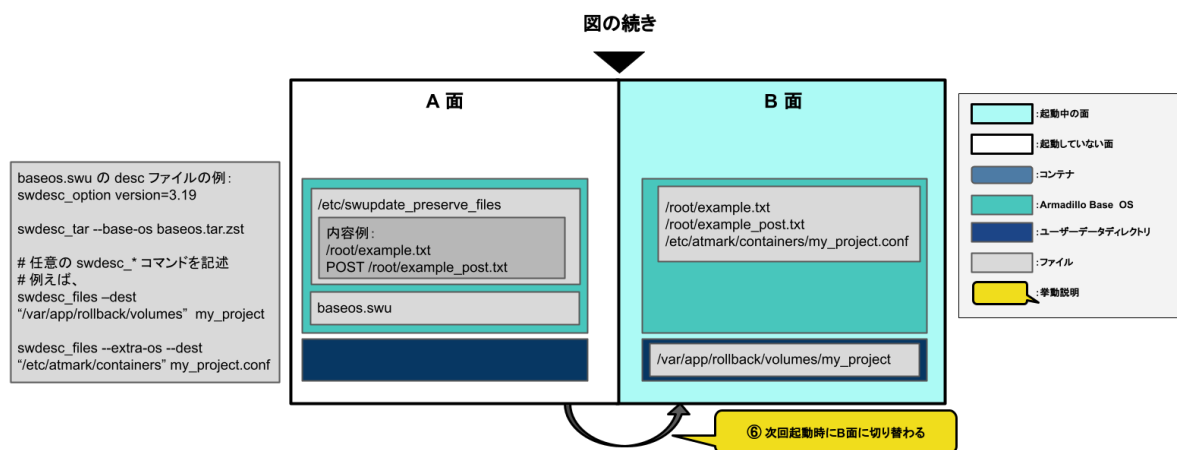 図の続き
A 面
B 面
baseos.swu の desc ファイルの例:
swdesc_option version=3.19
swdesc_tar --base-os baseos.tar.zst
# 任意の swdesc_* コマンドを記述
# 例えば、
swdesc_files –dest
“/var/app/rollback/volumes” my_project
swdesc_files --extra-os --dest
“/etc/atmark/containers” my_project.conf
/etc/swupdate_preserve_files
内容例:
/root/example.txt
POST /root/example_post.txt
baseos.swu
/root/example.txt
/root/example_post.txt
/etc/atmark/containers/my_project.conf
/var/app/rollback/volumes/my_project
⑥ 次回起動時にB面に切り替わる
:起動中の面
:起動していない面
:コンテナ
:Armadillo Base OS
:ユーザーデータディレクトリ
:ファイル
:挙動説明